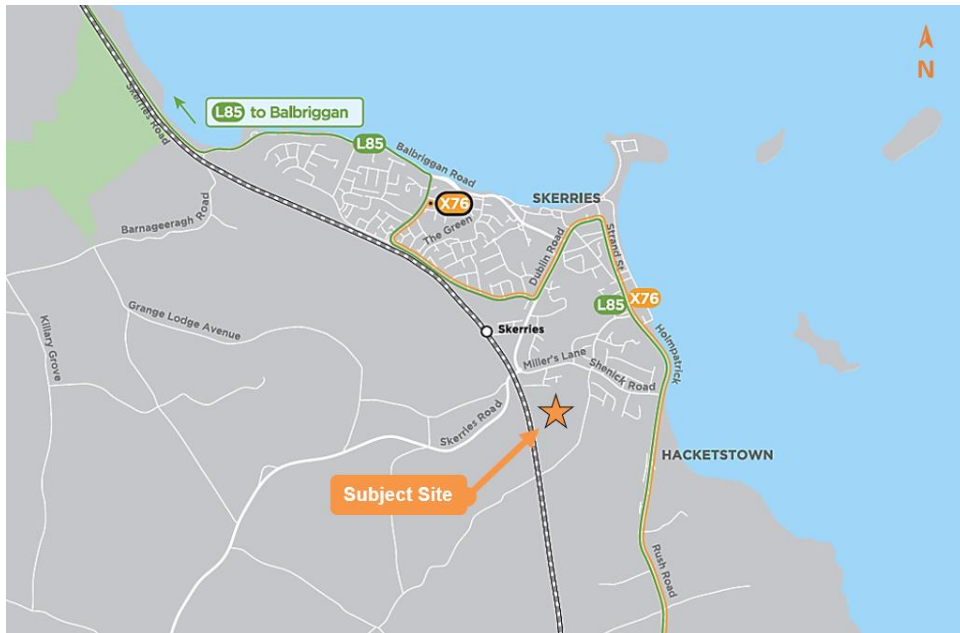 N
Skerries Road
L85 to Balbriggan
L85
Balbriggan Road
X76
SKERRIES
The Green
Barnageeragh Road
Dublin Road
Strand St
L85
X76
Grange Lodge Avenue
Killary Grove
Skerries
Holmpatrick
Miller's Lane
Shenick Road
Skerries Road
HACKETSTOWN
Subject Site
Rush Road